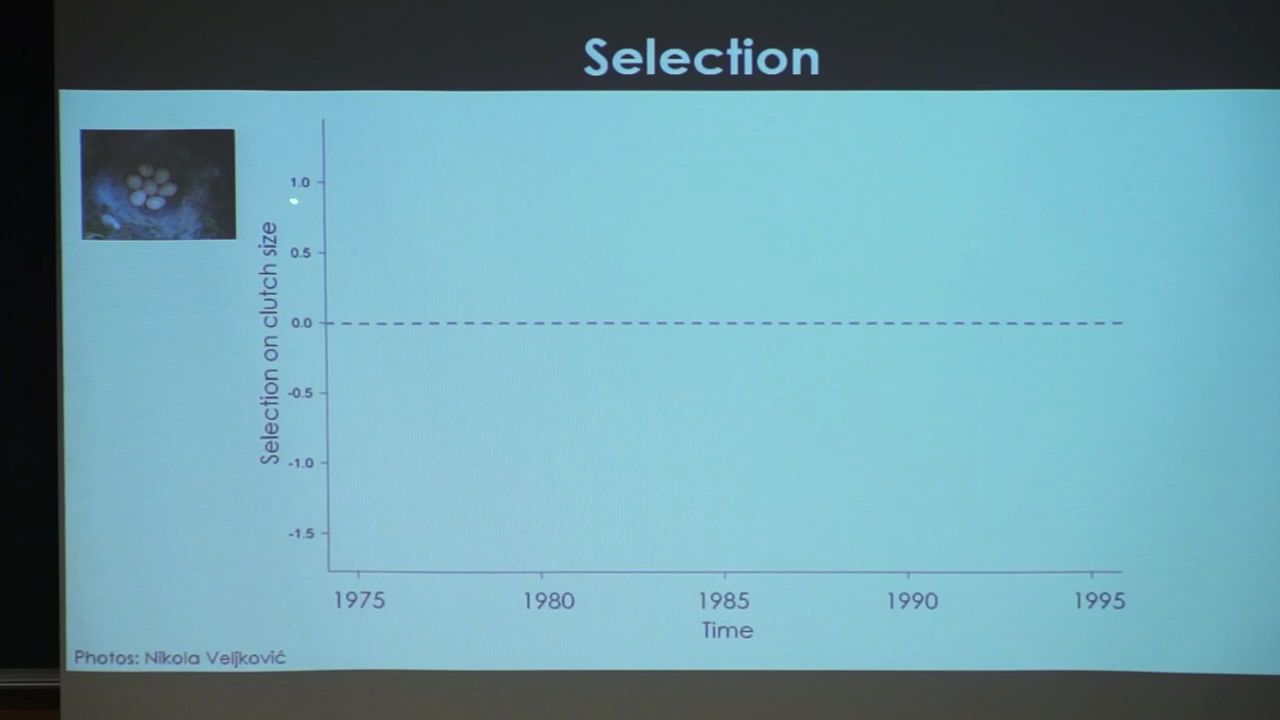 Selection
Selection on clutch size
1.0
0.5
0.0
-0.5
-1.0
-1.5
1975 1980 1985 1990 1995
Time
Photos: Nikola Veljković